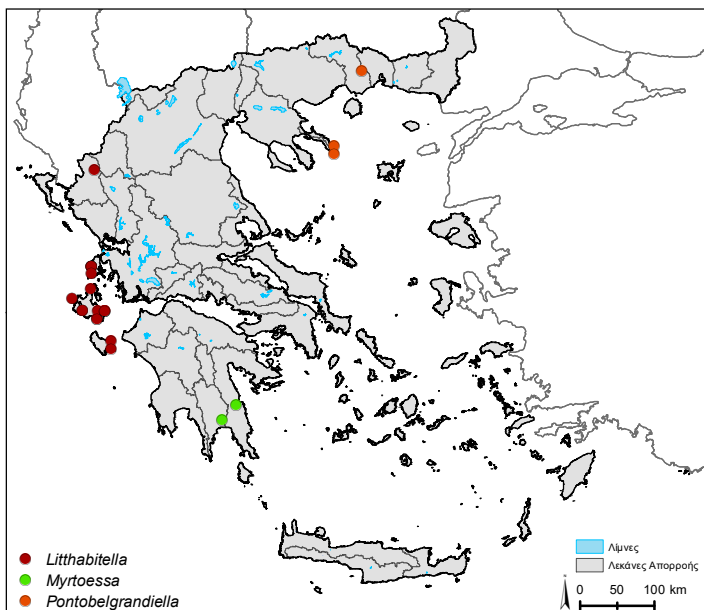 Litthabitella
Myrtoessa
Pontobelgrandiella
Λίμνες
Λεκάνες Απορροής
0 50 100 km